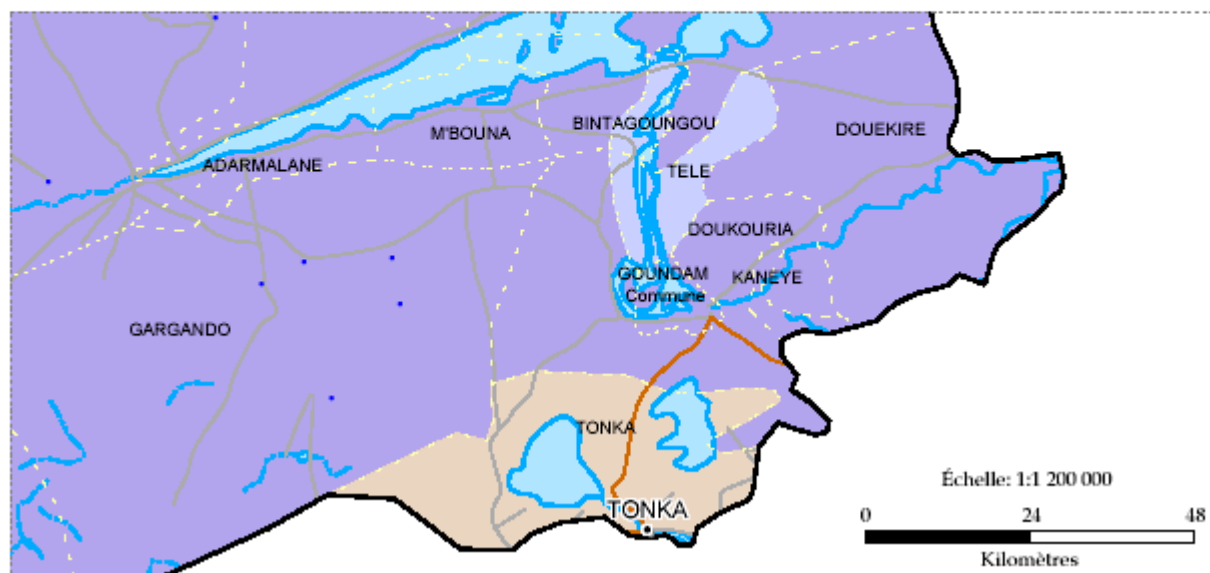 BINTAGOUNGOU
DOUEKIRE
M'BOUNA
ADARMALANE
TELE
DOUKOURIA
GOUNDAM
Commune
KANEYE
GARGANDO
TONKA
Échelle: 1:1 200 000
TONKA
0 24 48
Kilomètres